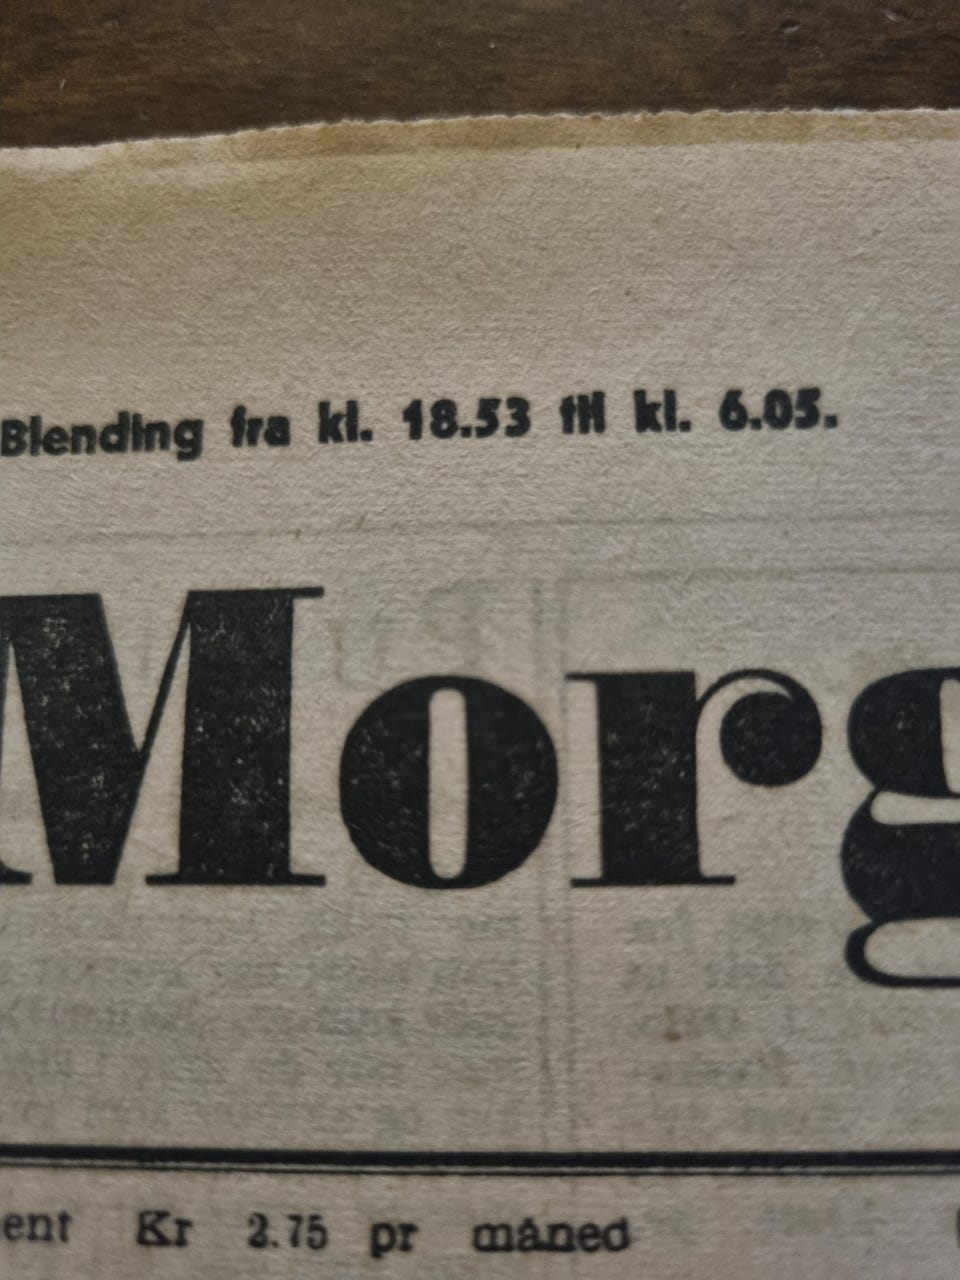 Blending fra kl. 18.53 til kl. 6.05.
Morg
ent Kr 2.75 pr måned